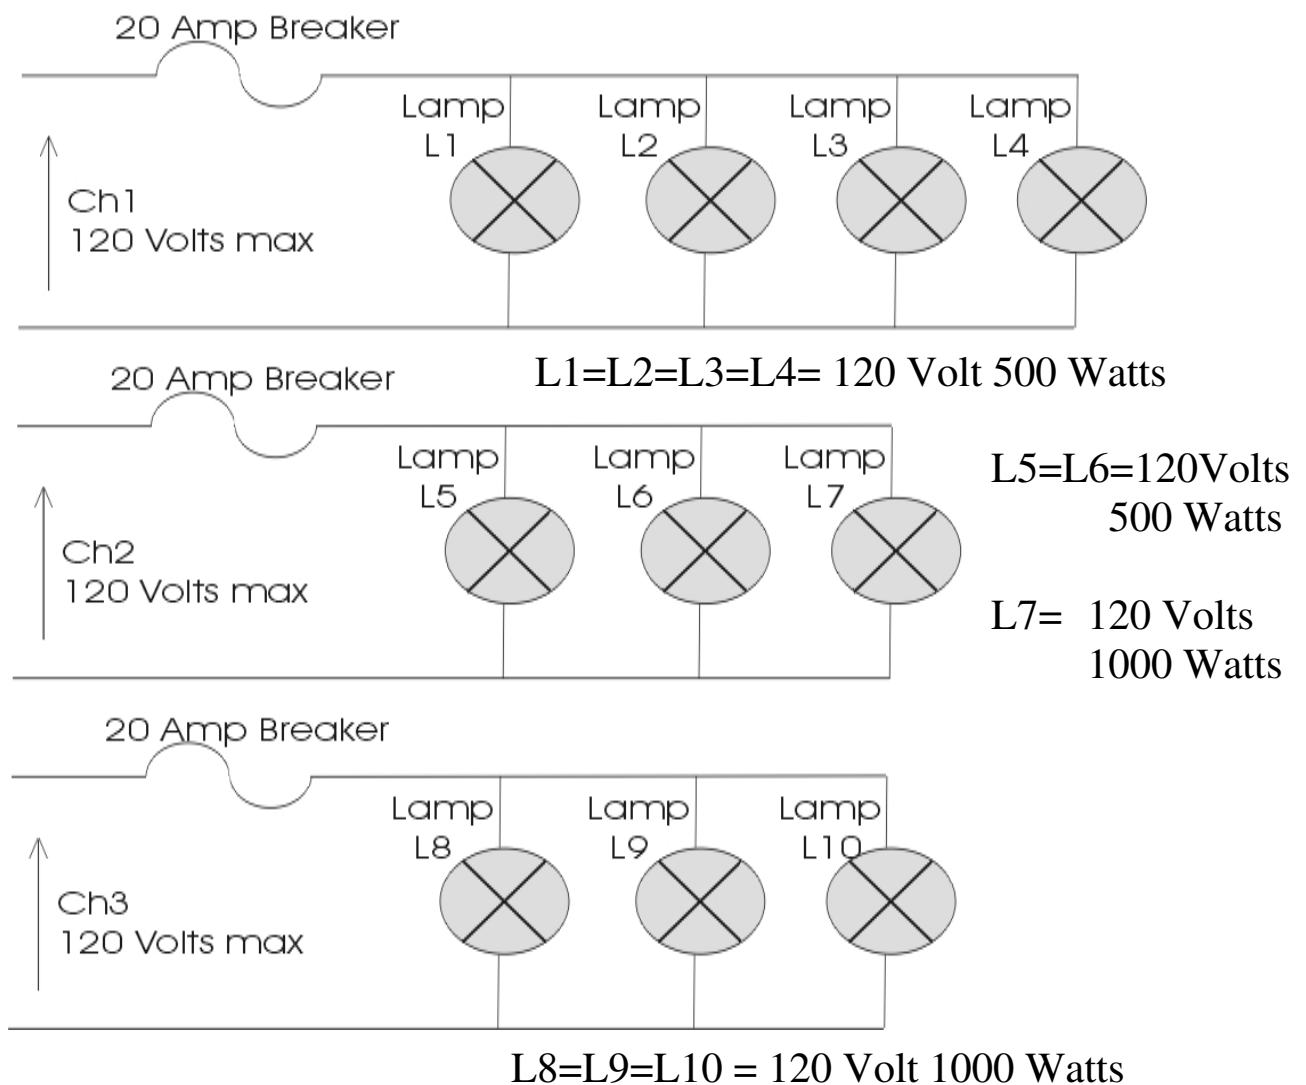 20 Amp Breaker
Lamp
L1
Lamp
L2
Lamp
L3
Lamp
L4
Ch1
120 Volts max
L1=L2=L3=L4= 120 Volt 500 Watts
20 Amp Breaker
Lamp
L5
Lamp
L6
Lamp
L7
Ch2
120 Volts max
L5=L6=120Volts
500 Watts
L7= 120 Volts
1000 Watts
20 Amp Breaker
Lamp
L8
Lamp
L9
Lamp
L10
Ch3
120 Volts max
L8=L9=L10 = 120 Volt 1000 Watts